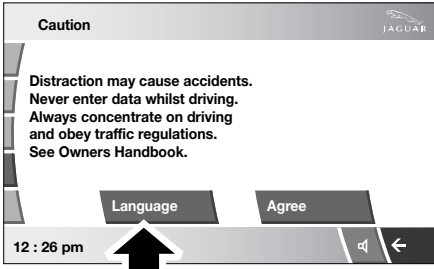 Caution
JAGUAR
Distraction may cause accidents.
Never enter data whilst driving.
Always concentrate on driving
and obey traffic regulations.
See Owners Handbook.
Language
Agree
12 : 26 pm